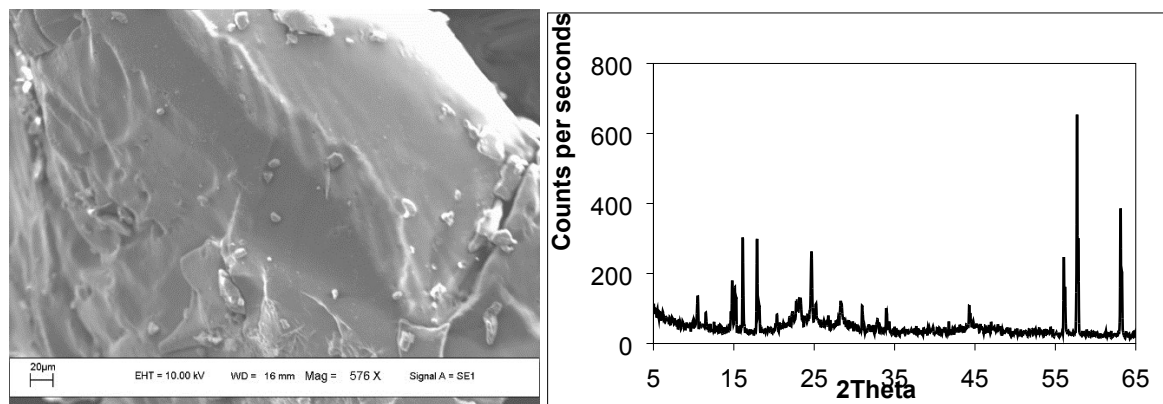 20µm
EHT = 10.00 kV WD = 16 mm Mag = 576 X Signal A = SE1
Counts per seconds
800
600
400
200
0
5 15 25 35 45 55 65
2Theta